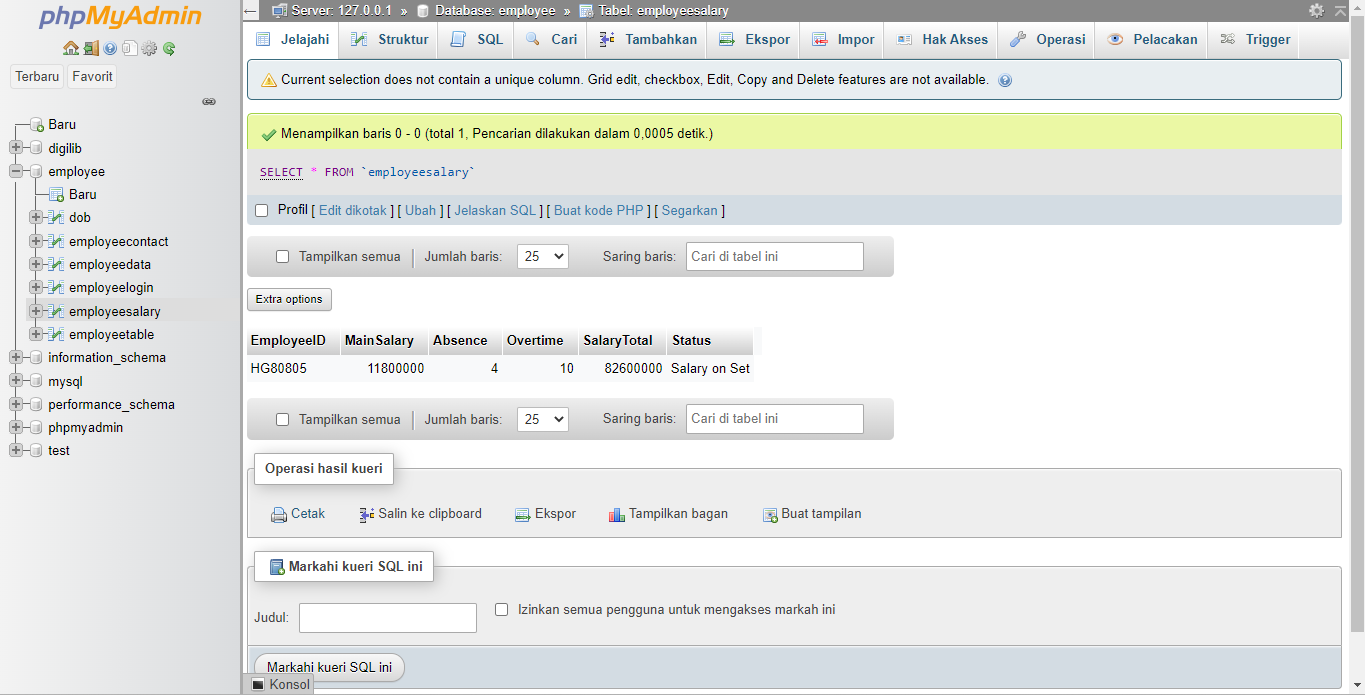 phpMyAdmin
Terbaru Favorit
Baru
digilib
employee
Baru
dob
employeecontact
employeedata
employeelogin
employeesalary
employeetable
information_schema
mysql
performance_schema
phpmyadmin
test
Server: 127.0.0.1 » Database: employee » Tabel: employeesalary
Jelajahi Struktur SQL Cari Tambahkan Ekspor Impor Hak Akses Operasi Pelacakan Trigger
Current selection does not contain a unique column. Grid edit, checkbox, Edit, Copy and Delete features are not available.
Menampilkan baris 0 - 0 (total 1, Pencarian dilakukan dalam 0,0005 detik.)
SELECT * FROM `employeesalary`
Profil [ Edit dikotak ] [ Ubah ] [ Jelaskan SQL ] [ Buat kode PHP ] [ Segarkan ]
Tampilkan semua | Jumlah baris: 25 Saring baris: Cari di tabel ini
Extra options
EmployeeID MainSalary Absence Overtime SalaryTotal Status
HG80805 11800000 4 10 82600000 Salary on Set
Tampilkan semua | Jumlah baris: 25 Saring baris: Cari di tabel ini
Operasi hasil kueri
Cetak Salin ke clipboard Ekspor Tampilkan bagan Buat tampilan
Markahi kueri SQL ini
Judul: Izinkan semua pengguna untuk mengakses markah ini
Markahi kueri SQL ini
Konsol